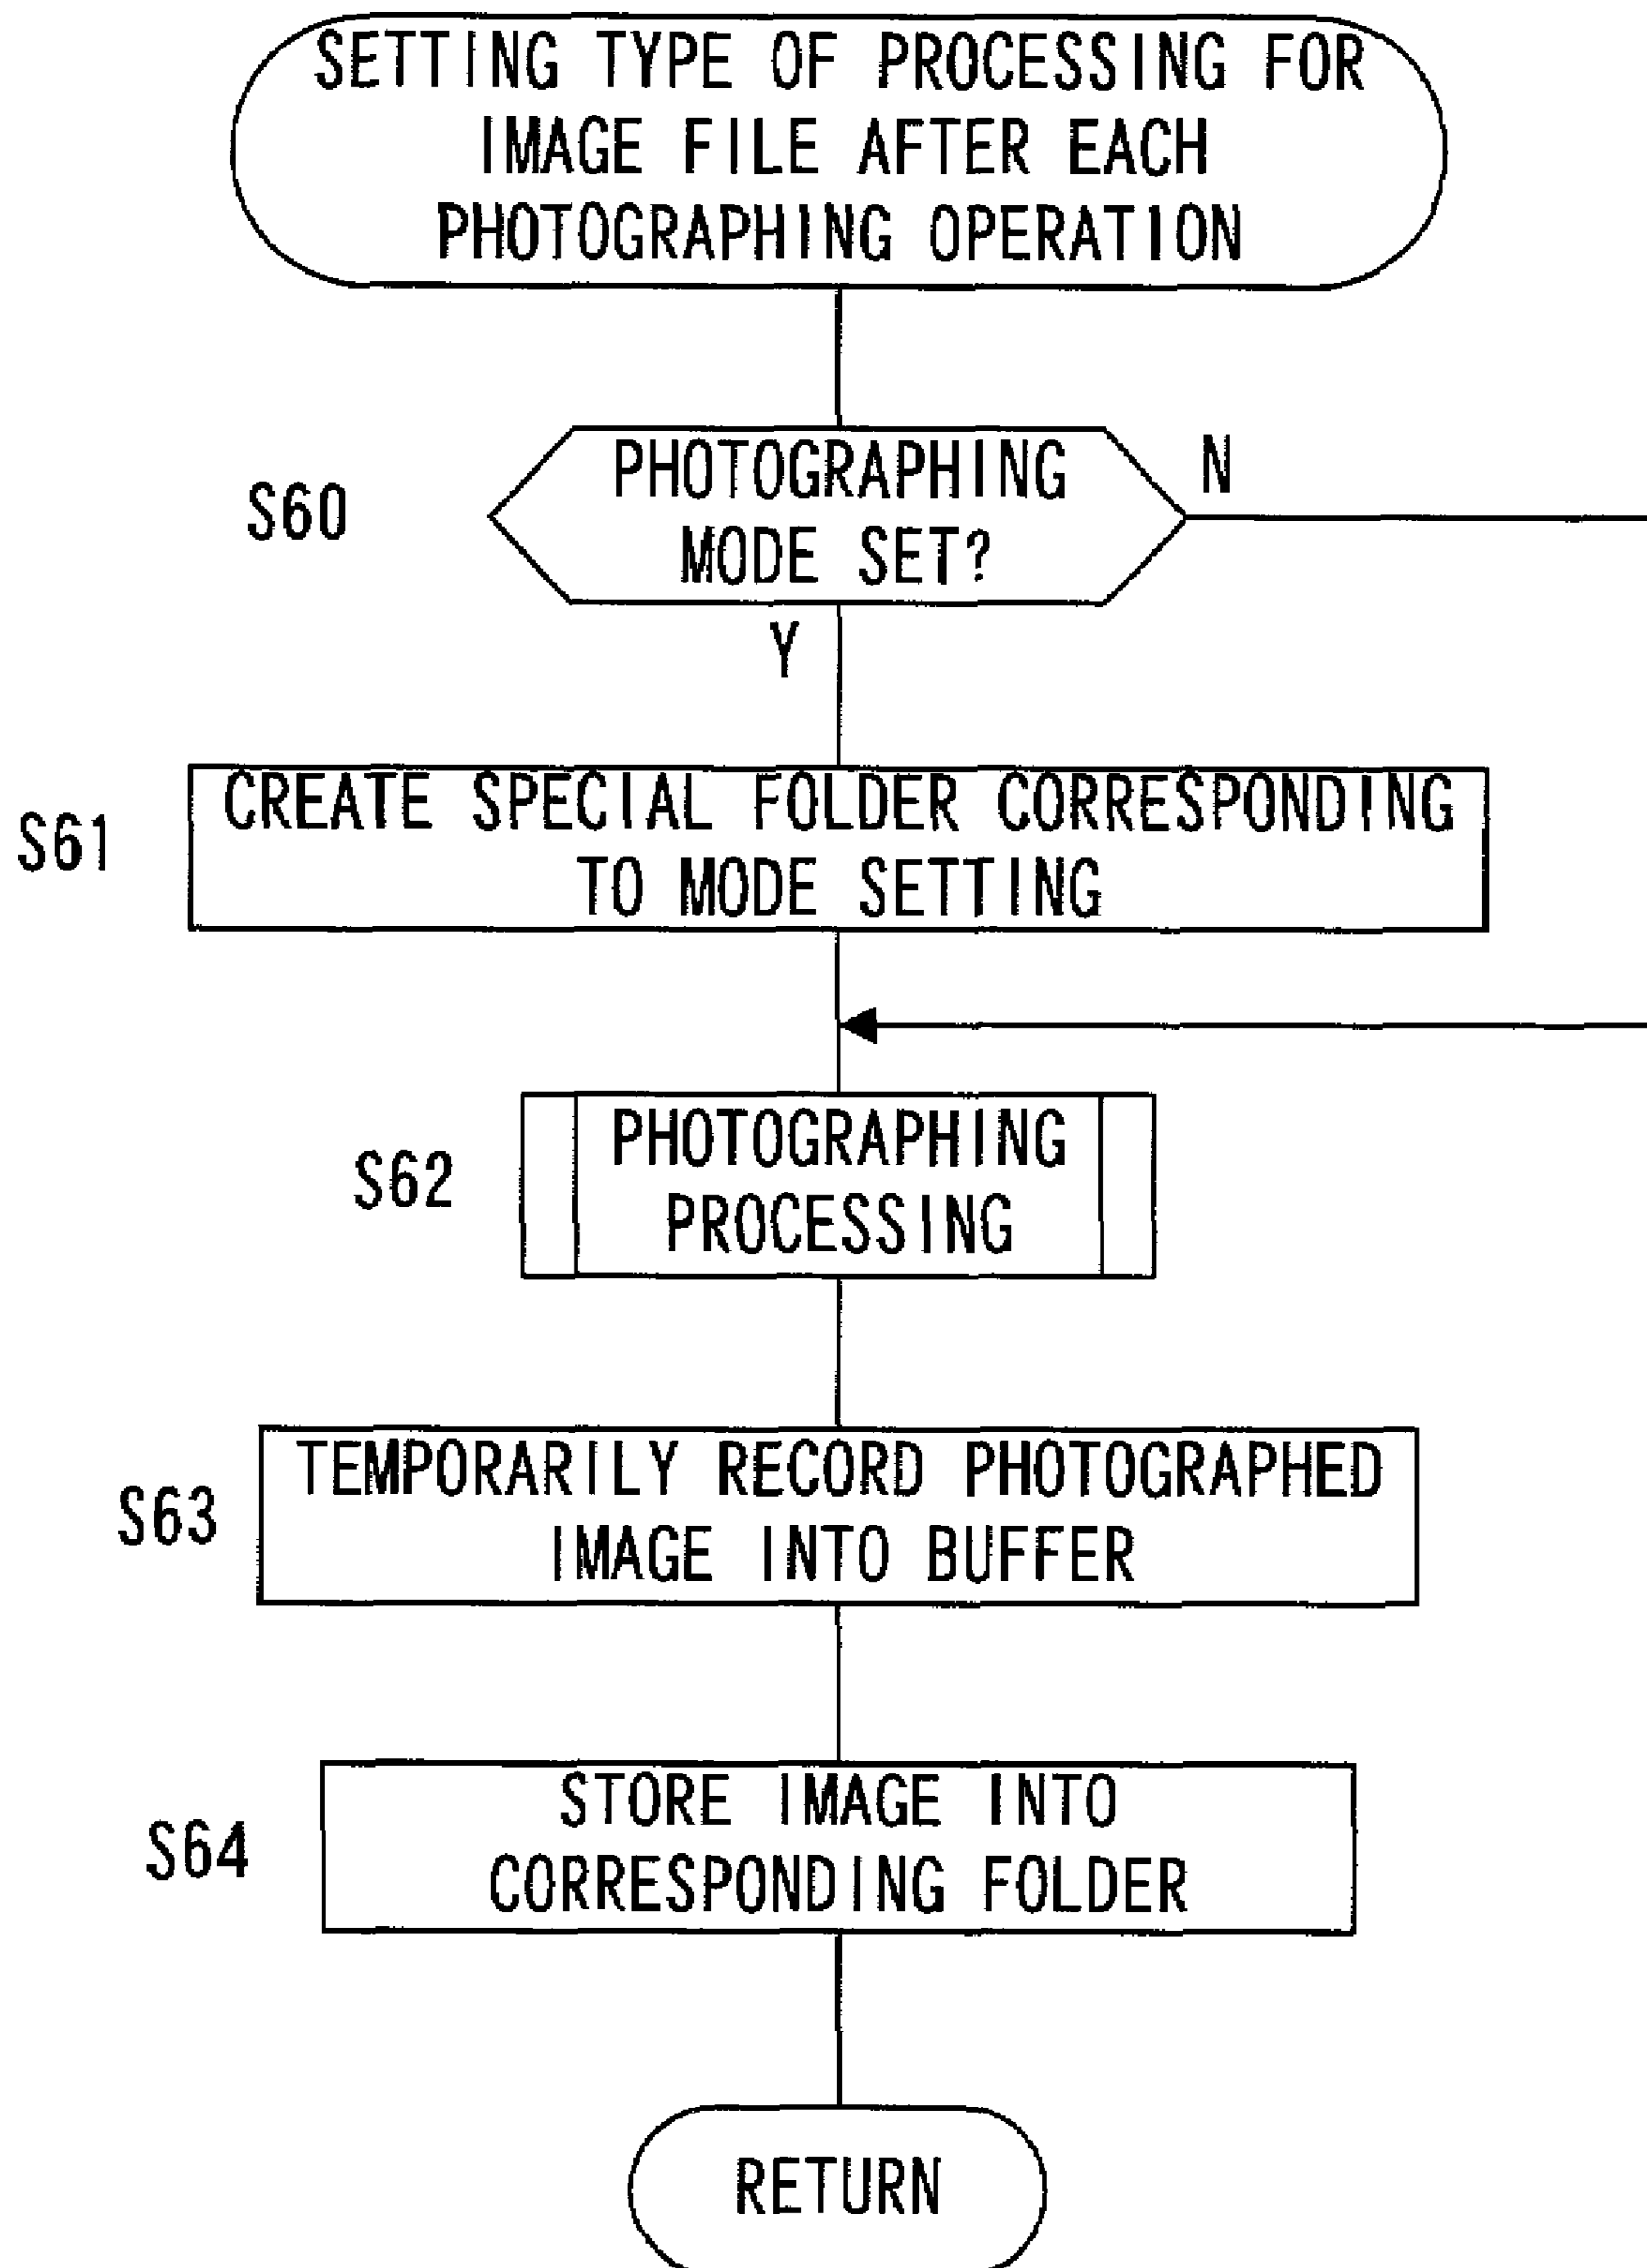 SETTING TYPE OF PROCESSING FOR
IMAGE FILE AFTER EACH
PHOTOGRAPHING OPERATION
S60
PHOTOGRAPHING
MODE SET?
N
Y
S61
CREATE SPECIAL FOLDER CORRESPONDING
TO MODE SETTING
S62
PHOTOGRAPHING
PROCESSING
S63
TEMPORARILY RECORD PHOTOGRAPHED
IMAGE INTO BUFFER
S64
STORE IMAGE INTO
CORRESPONDING FOLDER
RETURN